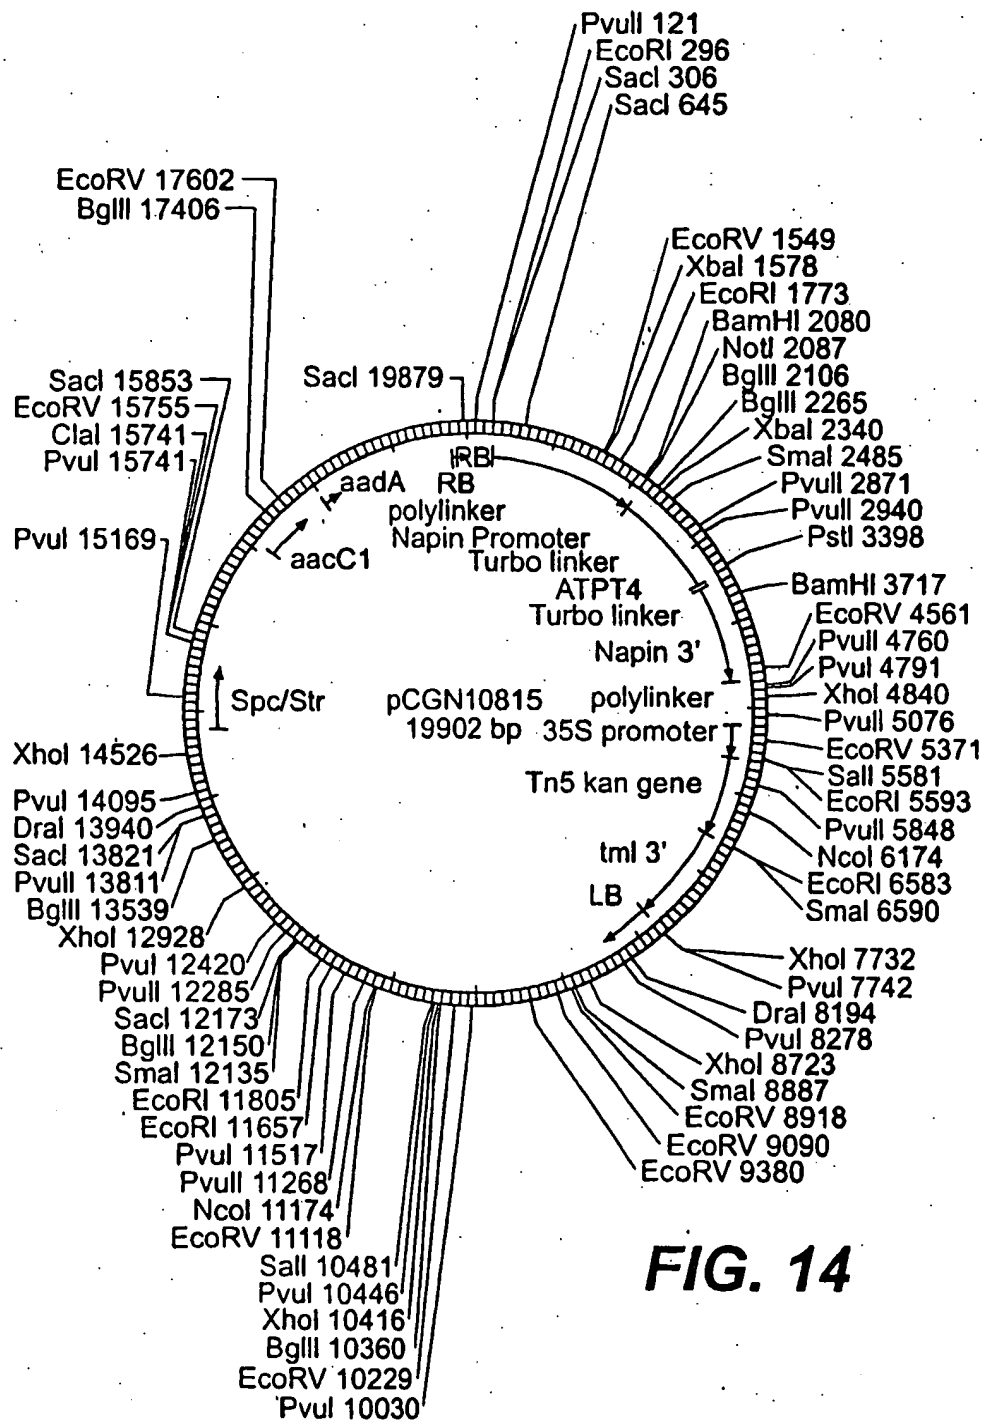 PvuII 121
EcoRI 296
SacI 306
SacI 645
EcoRV 17602
BglII 17406
EcoRV 1549
XbaI 1578
EcoRI 1773
BamHI 2080
NotI 2087
BglII 2106
BglII 2265
XbaI 2340
SmaI 2485
PvuII 2871
PvuII 2940
PstI 3398
BamHI 3717
EcoRV 4561
PvuII 4760
PvuI 4791
XhoI 4840
PvuII 5076
EcoRV 5371
SalI 5581
EcoRI 5593
PvuII 5848
NcoI 6174
EcoRI 6583
SmaI 6590
XhoI 7732
PvuI 7742
DraI 8194
PvuI 8278
XhoI 8723
SmaI 8887
EcoRV 8918
EcoRV 9090
EcoRV 9380
SacI 19879
SacI 15853
EcoRV 15755
ClaI 15741
PvuI 15741
PvuI 15169
XhoI 14526
PvuI 14095
DraI 13940
SacI 13821
PvuII 13811
BglII 13539
XhoI 12928
PvuI 12420
PvuII 12285
SacI 12173
BglII 12150
SmaI 12135
EcoRI 11805
EcoRI 11657
PvuI 11517
PvuII 11268
NcoI 11174
EcoRV 11118
SalI 10481
PvuI 10446
XhoI 10416
BglII 10360
EcoRV 10229
PvuI 10030
RB
aadA RB
polylinker
Napin Promoter
aacC1
Turbo linker
ATPT4
Turbo linker
Napin 3'
Spc/Str
pCGN10815
19902 bp
polylinker
35S promoter
Tn5 kan gene
tml 3'
LB
FIG. 14